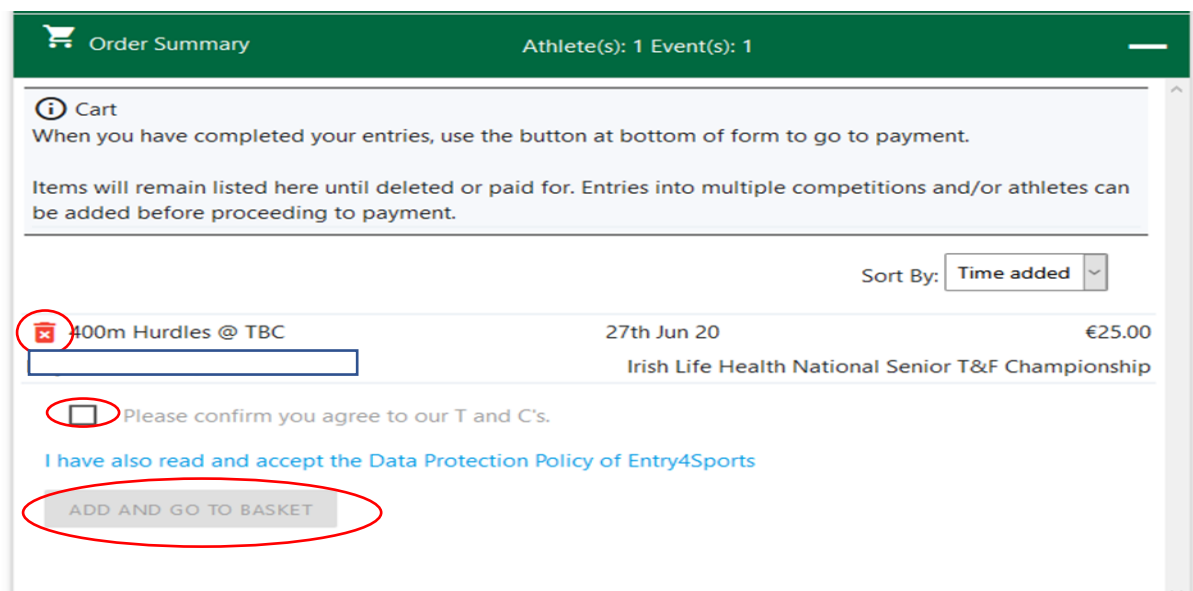 Order Summary Athlete(s): 1 Event(s): 1
Cart
When you have completed your entries, use the button at bottom of form to go to payment.
Items will remain listed here until deleted or paid for. Entries into multiple competitions and/or athletes can
be added before proceeding to payment.
Sort By: Time added
400m Hurdles @ TBC 27th Jun 20 €25.00
Irish Life Health National Senior T&F Championship
Please confirm you agree to our T and C's.
I have also read and accept the Data Protection Policy of Entry4Sports
ADD AND GO TO BASKET